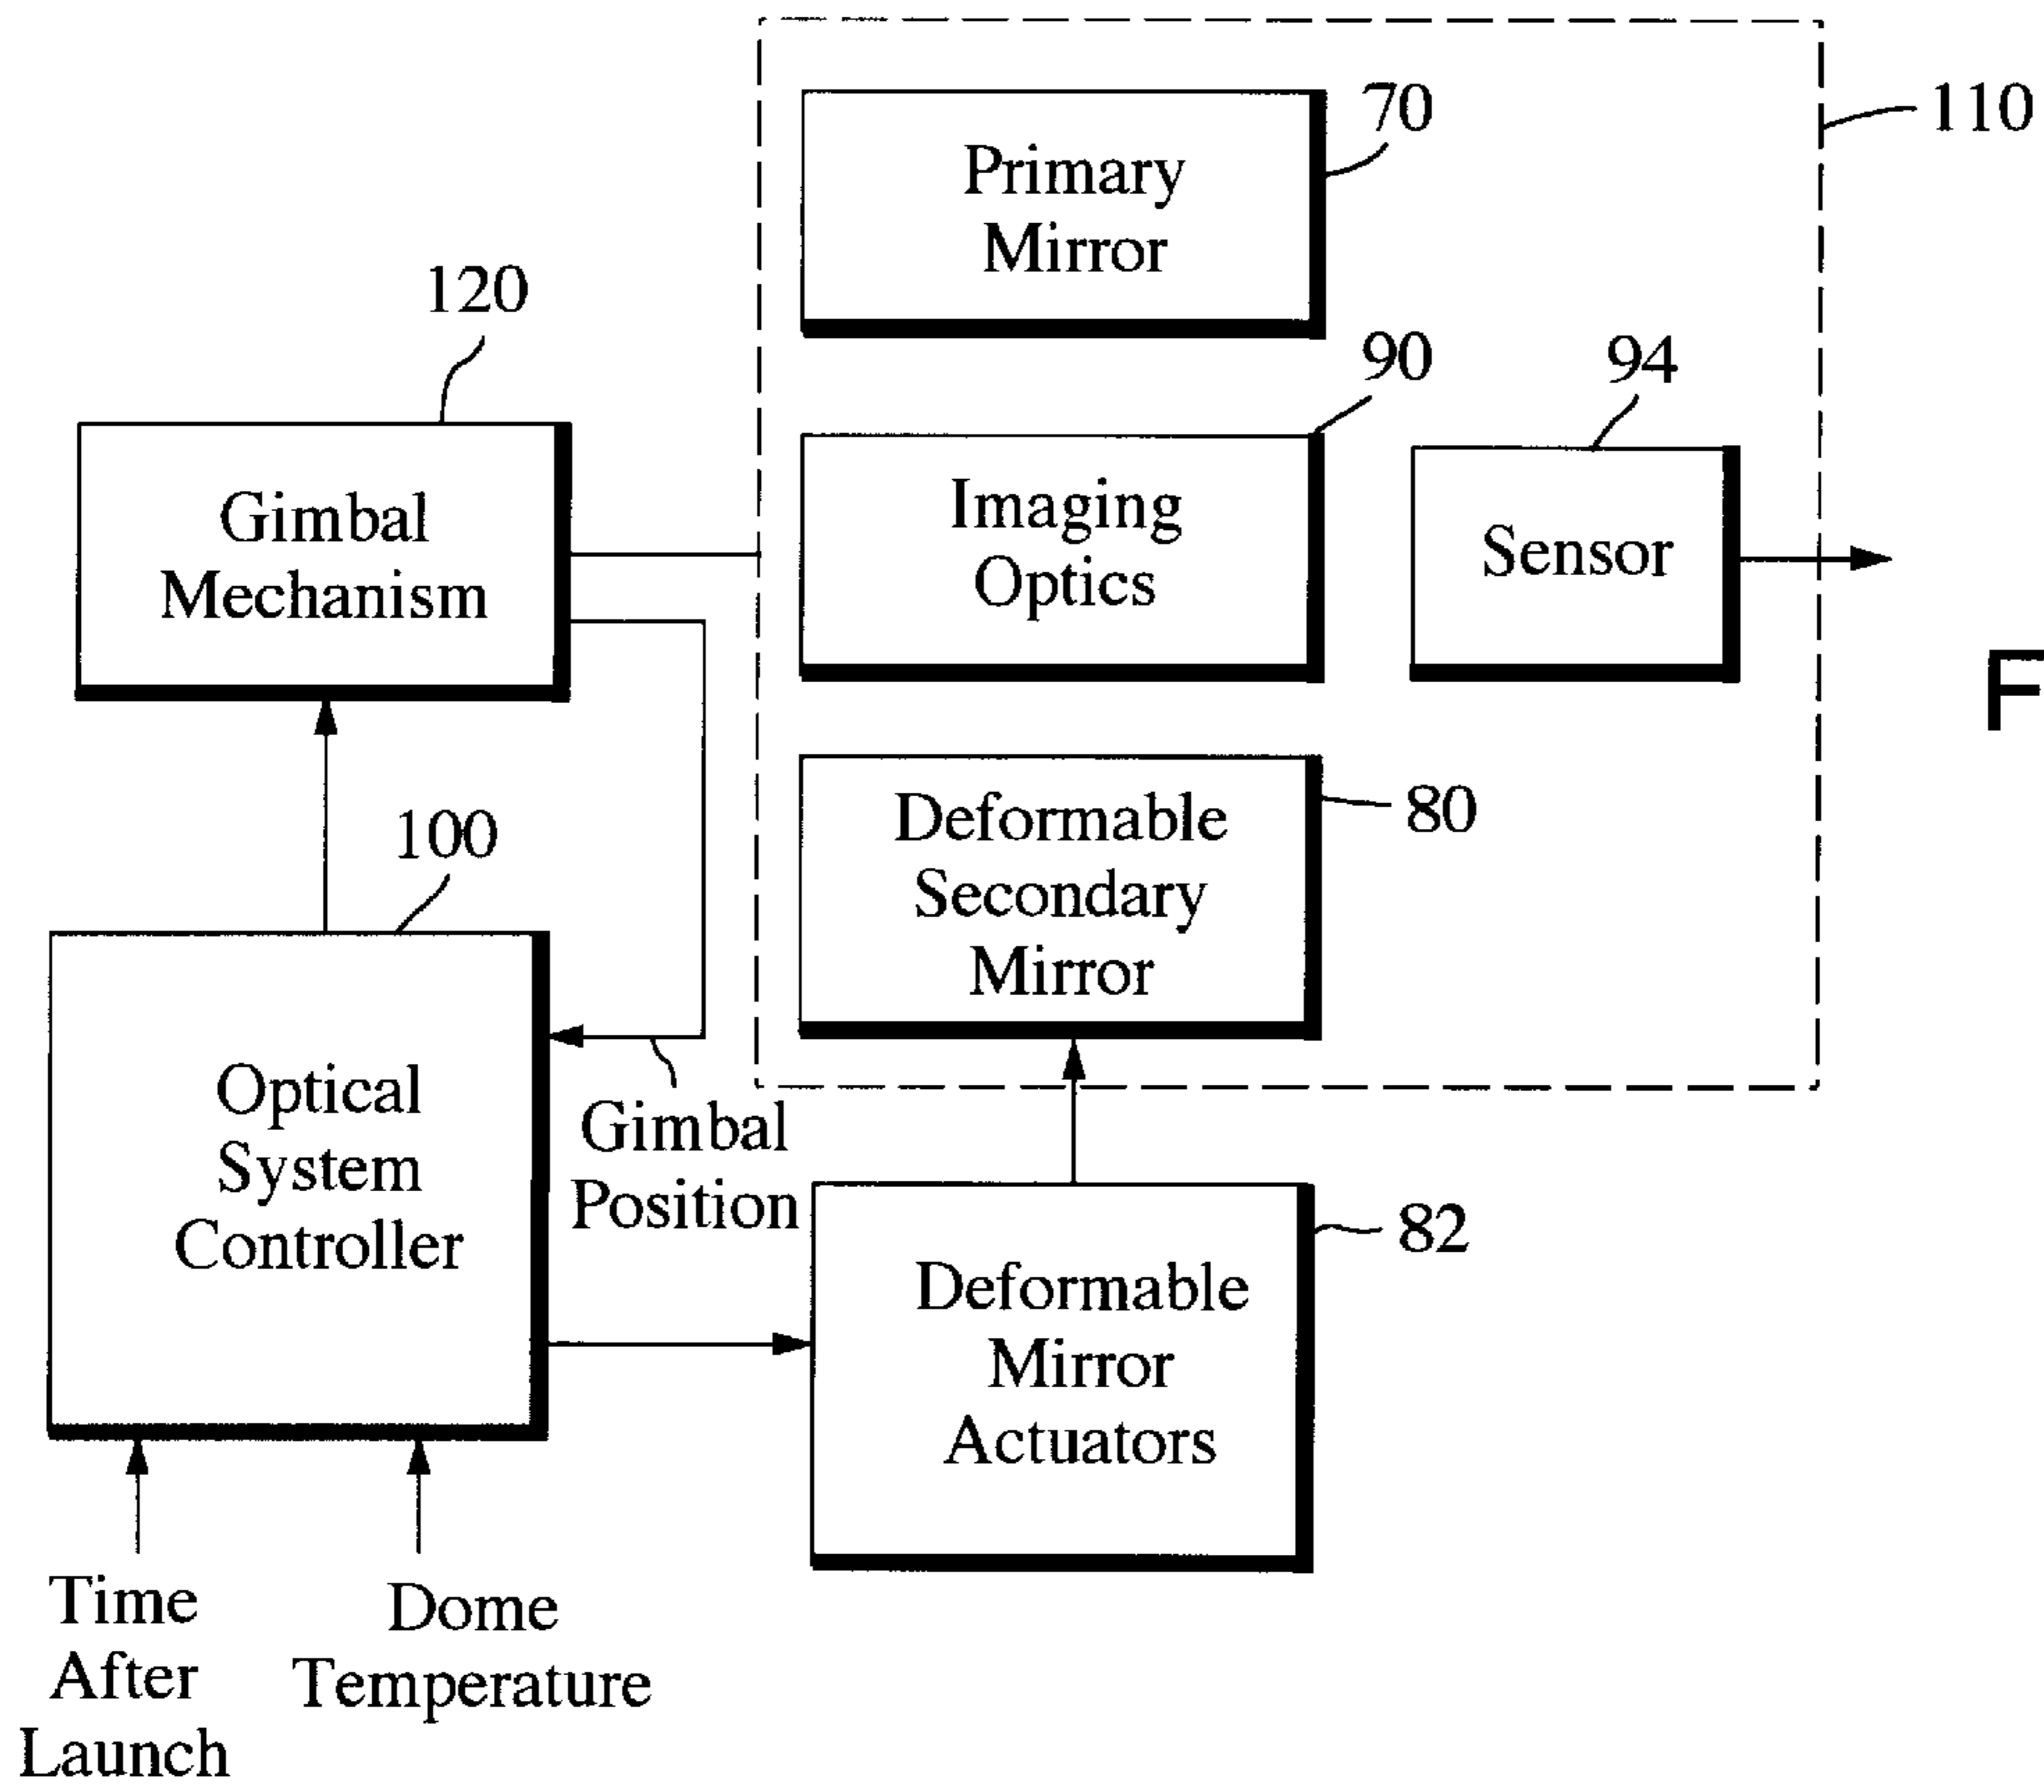 110
70
Primary
Mirror
120
90
94
Gimbal
Mechanism
Imaging
Optics
Sensor
F
100
80
Deformable
Secondary
Mirror
Optical
System
Controller
Gimbal
Position
82
Deformable
Mirror
Actuators
Time
After
Launch
Dome
Temperature